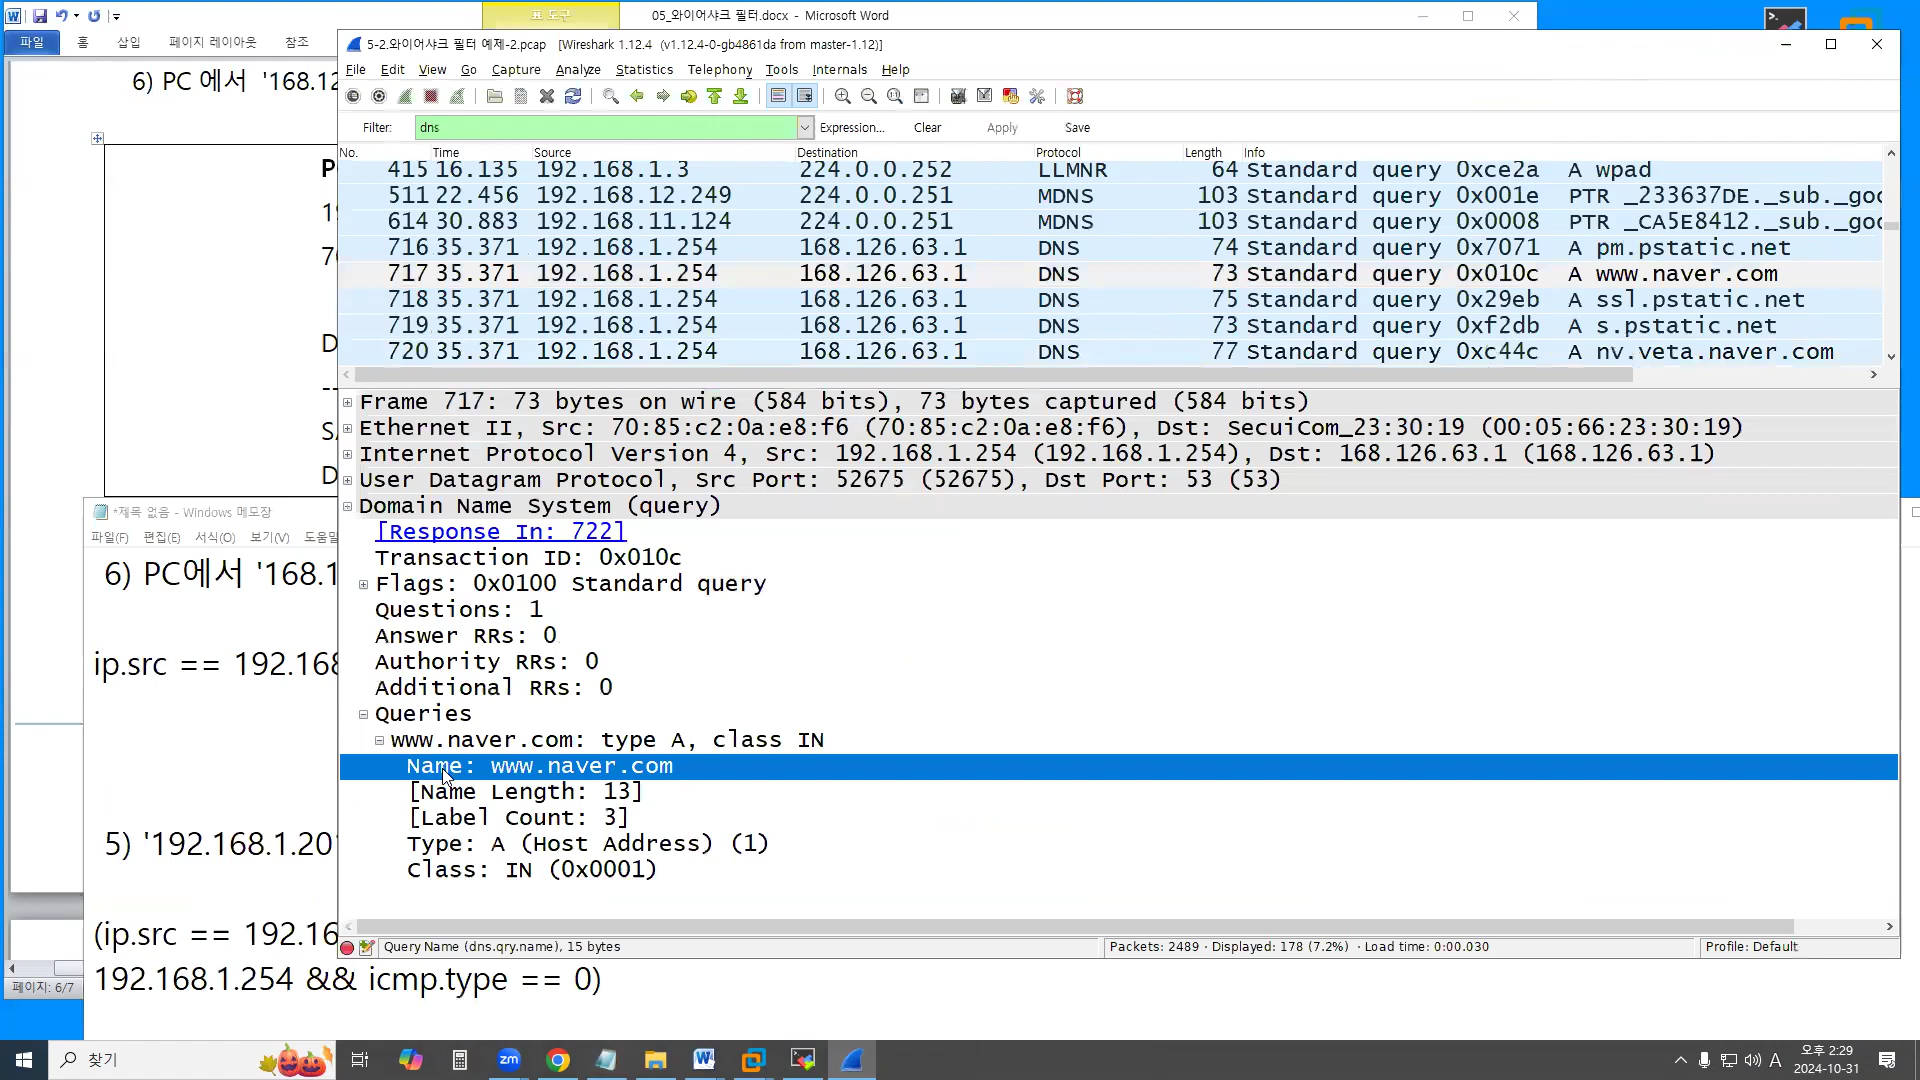 표 도구
05_와이어샤크 필터.docx - Microsoft Word
파일 홈 삽입 페이지 레이아웃 참조
6) PC 에서 '168.12
5-2.와이어샤크 필터 예제-2.pcap [Wireshark 1.12.4 (v1.12.4-0-gb4861da from master-1.12)]
File Edit View Go Capture Analyze Statistics Telephony Tools Internals Help
Filter: dns Expression... Clear Apply Save
No. Time Source Destination Protocol Length Info
415 16.135 192.168.1.3 224.0.0.252 LLMNR 64 Standard query 0xce2a A wpad
511 22.456 192.168.12.249 224.0.0.251 MDNS 103 Standard query 0x001e PTR _233637DE._sub._goo
614 30.883 192.168.11.124 224.0.0.251 MDNS 103 Standard query 0x0008 PTR _CA5E8412._sub._goo
716 35.371 192.168.1.254 168.126.63.1 DNS 74 Standard query 0x7071 A pm.pstatic.net
717 35.371 192.168.1.254 168.126.63.1 DNS 73 Standard query 0x010c A www.naver.com
718 35.371 192.168.1.254 168.126.63.1 DNS 75 Standard query 0x29eb A ssl.pstatic.net
719 35.371 192.168.1.254 168.126.63.1 DNS 73 Standard query 0xf2db A s.pstatic.net
720 35.371 192.168.1.254 168.126.63.1 DNS 77 Standard query 0xc44c A nv.veta.naver.com
Frame 717: 73 bytes on wire (584 bits), 73 bytes captured (584 bits)
Ethernet II, Src: 70:85:c2:0a:e8:f6 (70:85:c2:0a:e8:f6), Dst: SecuiCom_23:30:19 (00:05:66:23:30:19)
Internet Protocol Version 4, Src: 192.168.1.254 (192.168.1.254), Dst: 168.126.63.1 (168.126.63.1)
User Datagram Protocol, Src Port: 52675 (52675), Dst Port: 53 (53)
Domain Name System (query)
[Response In: 722]
Transaction ID: 0x010c
Flags: 0x0100 Standard query
Questions: 1
Answer RRs: 0
Authority RRs: 0
Additional RRs: 0
Queries
www.naver.com: type A, class IN
Name: www.naver.com
[Name Length: 13]
[Label Count: 3]
Type: A (Host Address) (1)
Class: IN (0x0001)
Query Name (dns.qry.name), 15 bytes
Packets: 2489 · Displayed: 178 (7.2%) · Load time: 0:00.030
Profile: Default
*제목 없음 - Windows 메모장
파일(F) 편집(E) 서식(O) 보기(V) 도움말
6) PC에서 '168.1
ip.src == 192.168
5) '192.168.1.201
(ip.src == 192.16
192.168.1.254 && icmp.type == 0)
페이지: 6/7
찾기
zm
A
오후 2:29
2024-10-31